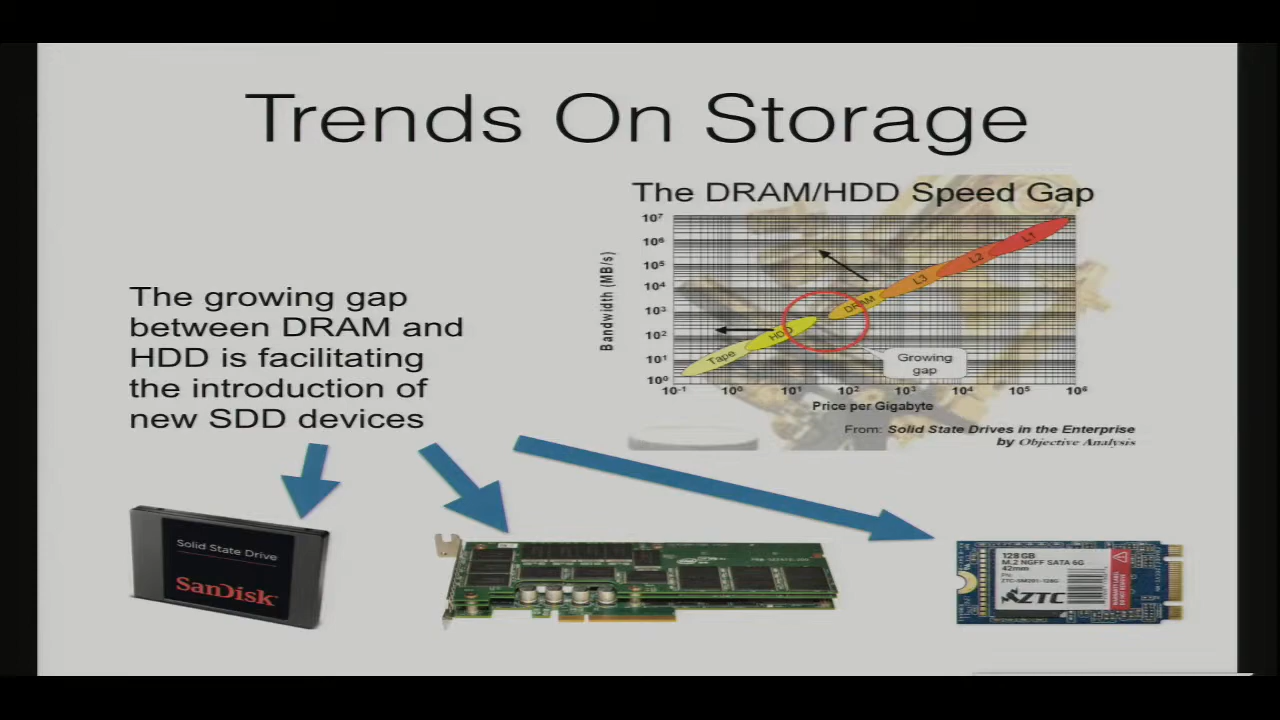 Trends On Storage
The growing gap
between DRAM and
HDD is facilitating
the introduction of
new SDD devices
The DRAM/HDD Speed Gap
Bandwidth (MB/s)
10⁷
10⁶
10⁵
10⁴
10³
10²
10¹
10⁰
Tape
HDD
DRAM
L3
L2
L1
Growing
gap
10⁻¹ 10⁰ 10¹ 10² 10³ 10⁴ 10⁵ 10⁶
Price per Gigabyte
From: Solid State Drives in the Enterprise
by Objective Analysis
Solid State Drive
SanDisk
128GB
M.2 NGFF SATA 6G
42mm
ZTC